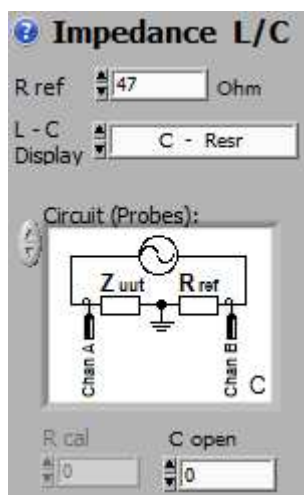 ? Impedance L/C
R ref 47 Ohm
L - C Display C - Resr
Circuit (Probes):
Z uut R ref
Chan A Chan B C
R cal C open
0 0